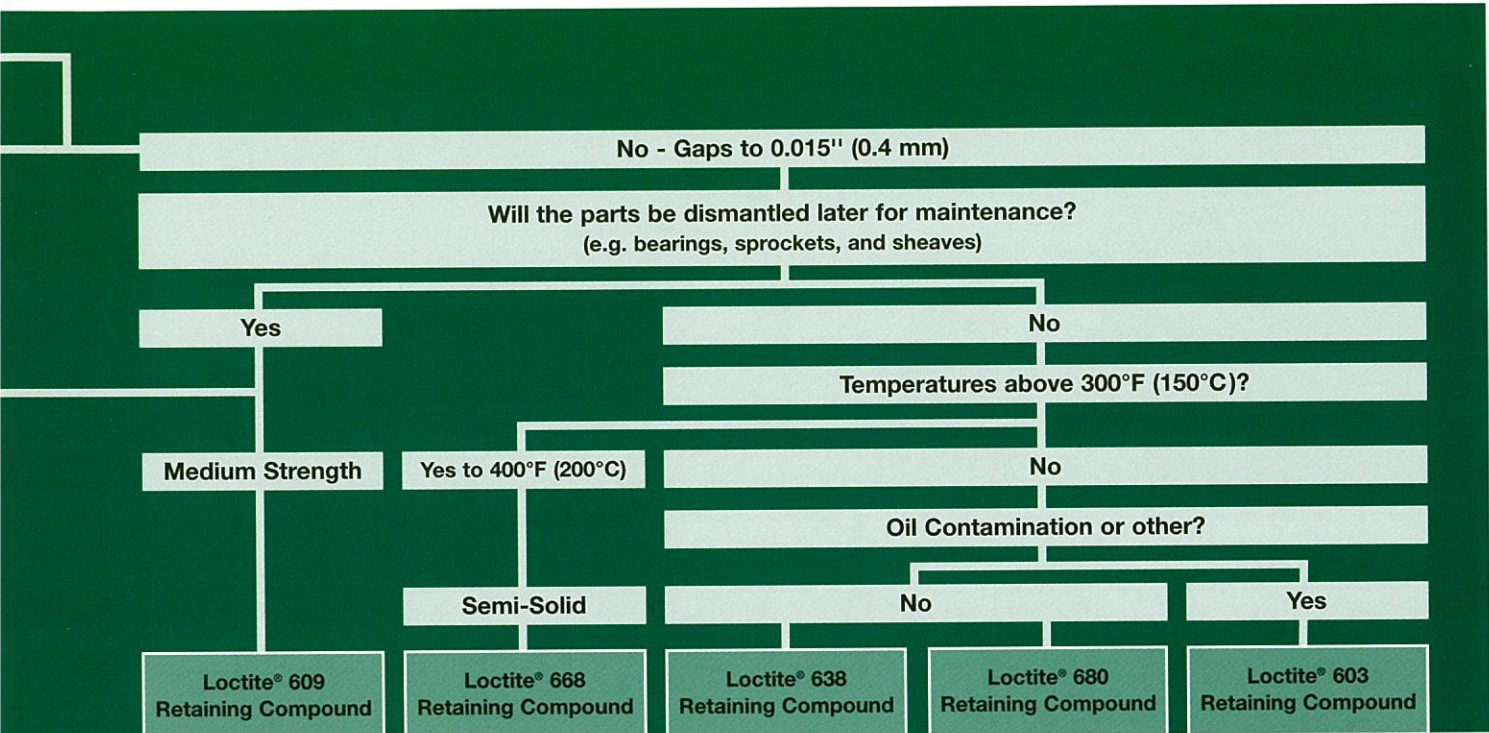 No - Gaps to 0.015" (0.4 mm)
Will the parts be dismantled later for maintenance?
(e.g. bearings, sprockets, and sheaves)
Yes
No
Temperatures above 300°F (150°C)?
Medium Strength
Yes to 400°F (200°C)
No
Oil Contamination or other?
Semi-Solid
No
Yes
Loctite® 609
Retaining Compound
Loctite® 668
Retaining Compound
Loctite® 638
Retaining Compound
Loctite® 680
Retaining Compound
Loctite® 603
Retaining Compound